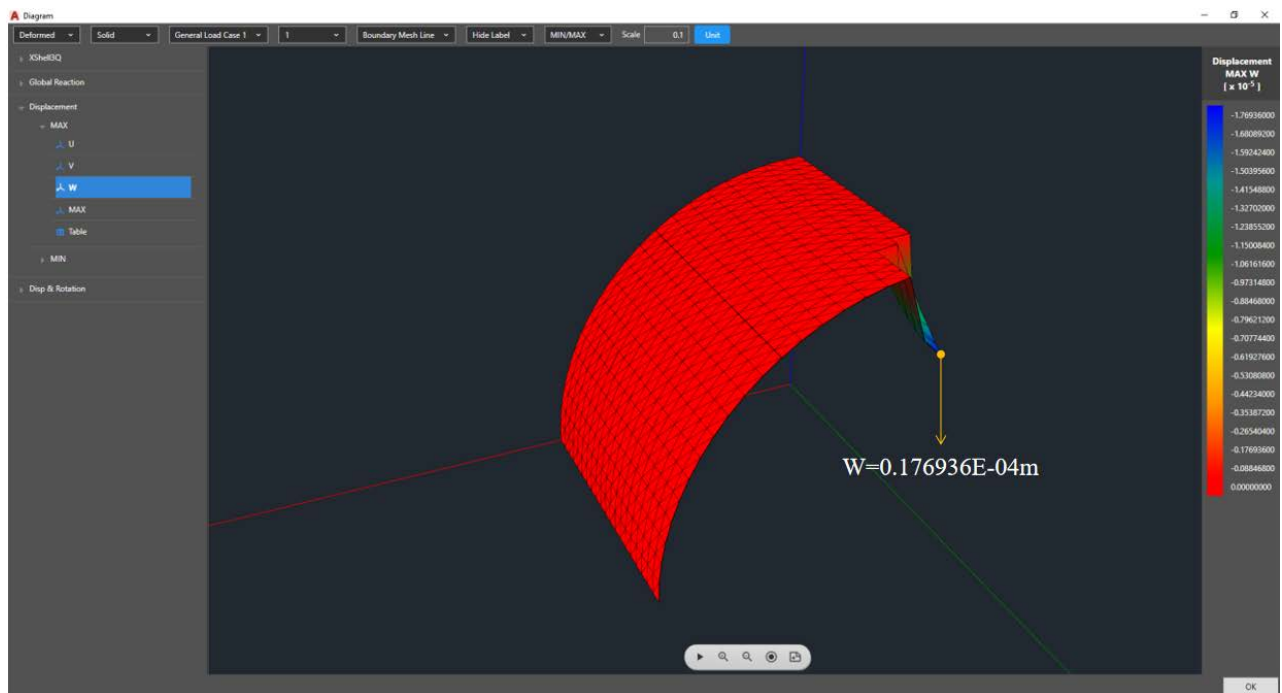 Diagram
Deformed Solid General Load Case 1 1 Boundary Mesh Line Hide Label MIN/MAX Scale 0.1 Unit
XShell3Q
Global Reaction
Displacement
MAX
U
V
W
MAX
Table
MIN
Disp & Rotation
W=0.176936E-04m
Displacement
MAX W
( x 10⁻⁵ )
-1.76936000
-1.68089200
-1.59242400
-1.50395600
-1.41548800
-1.32702000
-1.23855200
-1.15008400
-1.06161600
-0.97314800
-0.88468000
-0.79621200
-0.70774400
-0.61927600
-0.53080800
-0.44234000
-0.35387200
-0.26540400
-0.17693600
-0.08846800
0.00000000
OK